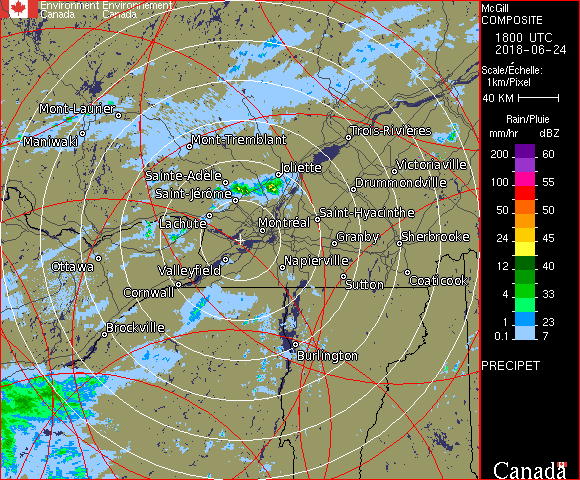 Environment Environnement
Canada Canada
McGill
COMPOSITE
1800 UTC
2018-06-24
Scale/Échelle:
1km/Pixel
40 KM
Rain/Pluie
mm/hr dBZ
200 60
150 57
100 55
50 50
24 45
12 40
4 33
1 23
0.1 7
PRECIPET
Canada
Mont-Laurier
Maniwaki
Mont-Tremblant
Trois-Rivières
Sainte-Adèle
Joliette
Victoriaville
Saint-Jérôme
Drummondville
Lachute
Saint-Hyacinthe
Montréal
Granby
Sherbrooke
Ottawa
Valleyfield
Napierville
Cornwall
Sutton
Coaticook
Brockville
Burlington